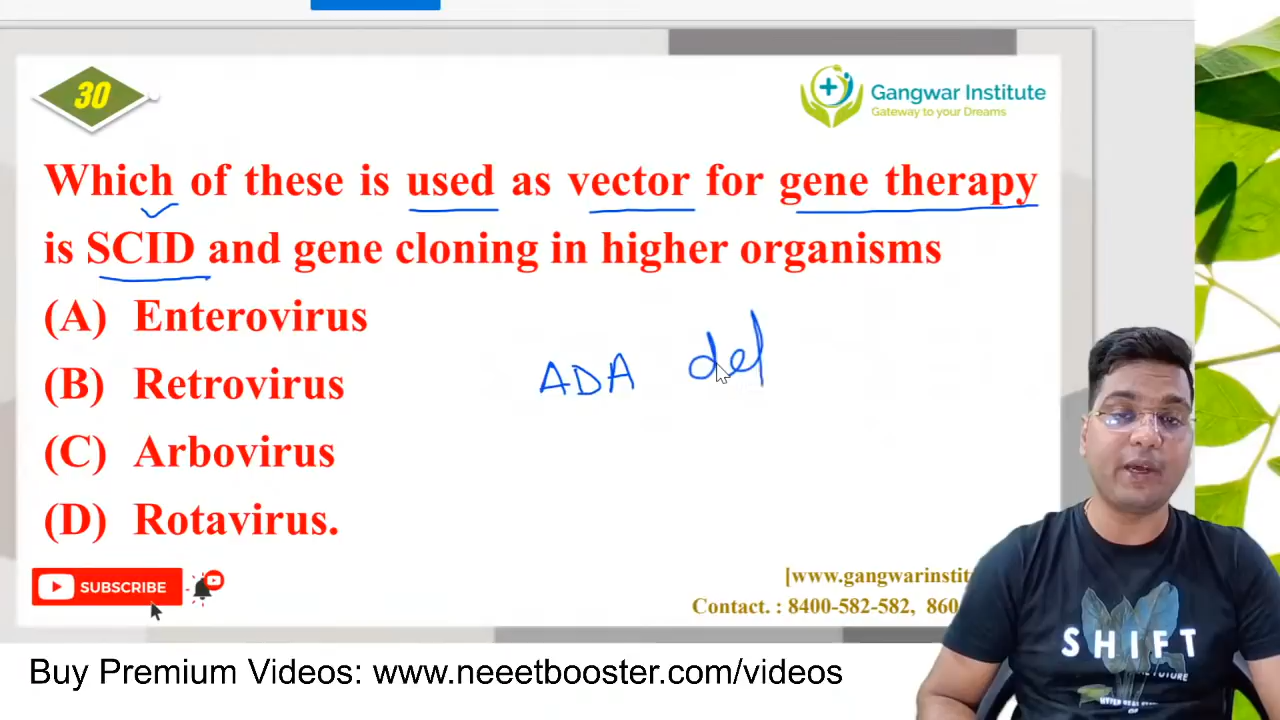 30
Gangwar Institute
Gateway to your Dreams
Which of these is used as vector for gene therapy
is SCID and gene cloning in higher organisms
(A) Enterovirus
(B) Retrovirus
(C) Arbovirus
(D) Rotavirus.
ADA def
SUBSCRIBE
[www.gangwarinstit
Contact. : 8400-582-582, 860
SHIFT
Buy Premium Videos: www.neeetbooster.com/videos